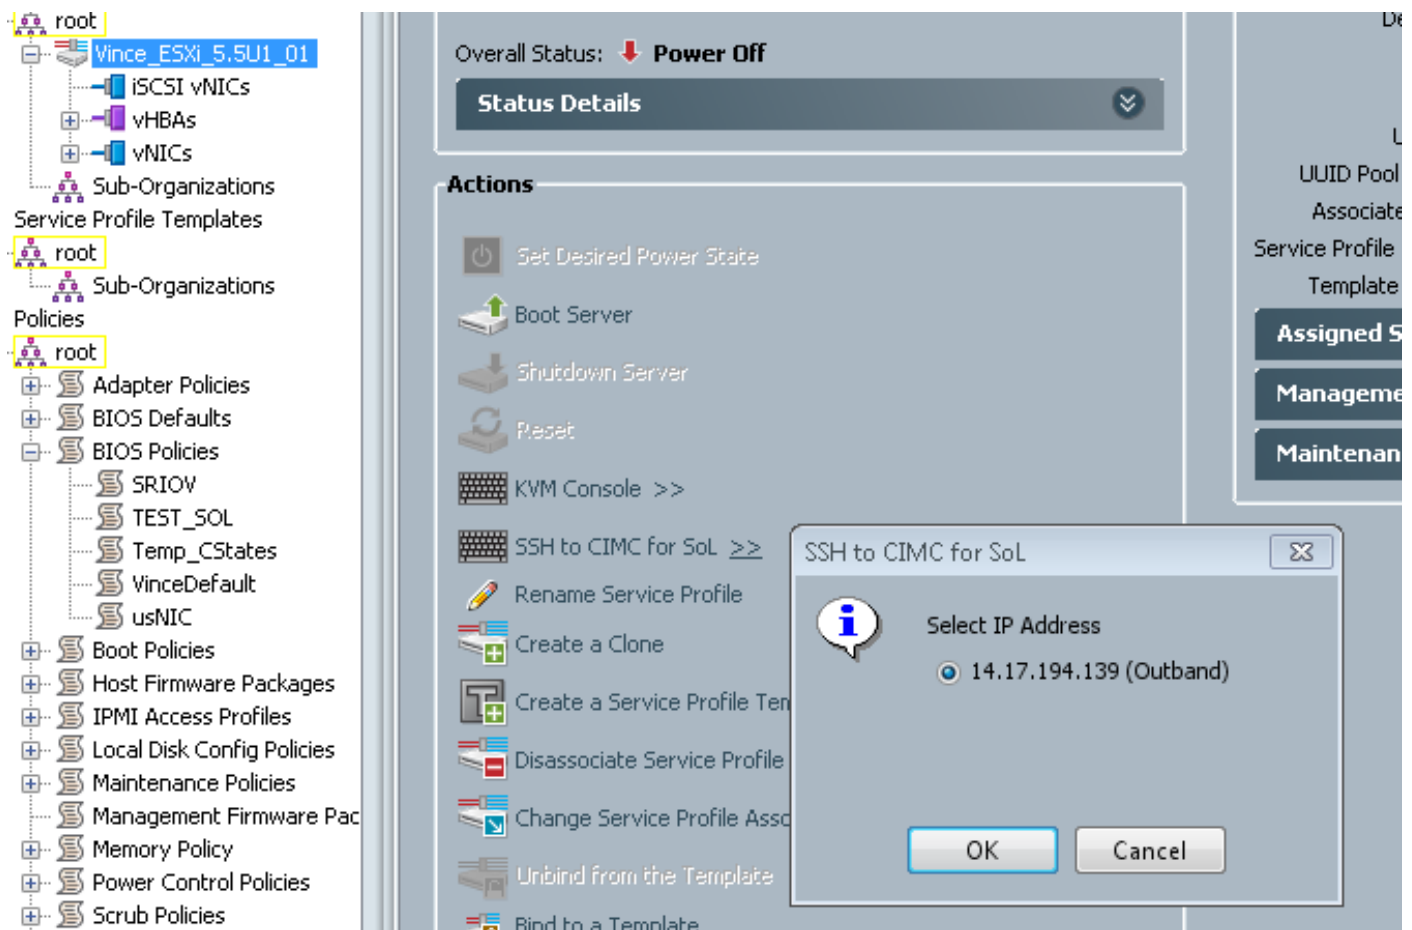 root
Vince_ESXi_5.5U1_01
iSCSI vNICs
vHBAs
vNICs
Sub-Organizations
Service Profile Templates
root
Sub-Organizations
Policies
root
Adapter Policies
BIOS Defaults
BIOS Policies
SRIOV
TEST_SOL
Temp_CStates
VinceDefault
usNIC
Boot Policies
Host Firmware Packages
IPMI Access Profiles
Local Disk Config Policies
Maintenance Policies
Management Firmware Pac
Memory Policy
Power Control Policies
Scrub Policies
Overall Status: Power Off
Status Details
Actions
Set Desired Power State
Boot Server
Shutdown Server
Reset
KVM Console >>
SSH to CIMC for SoL >>
Rename Service Profile
Create a Clone
Create a Service Profile Tem
Disassociate Service Profile
Change Service Profile Asso
Unbind from the Template
Bind to a Template
De
U
UUID Pool
Associate
Service Profile
Template
Assigned S
Manageme
Maintenan
SSH to CIMC for SoL
Select IP Address
14.17.194.139 (Outband)
OK
Cancel